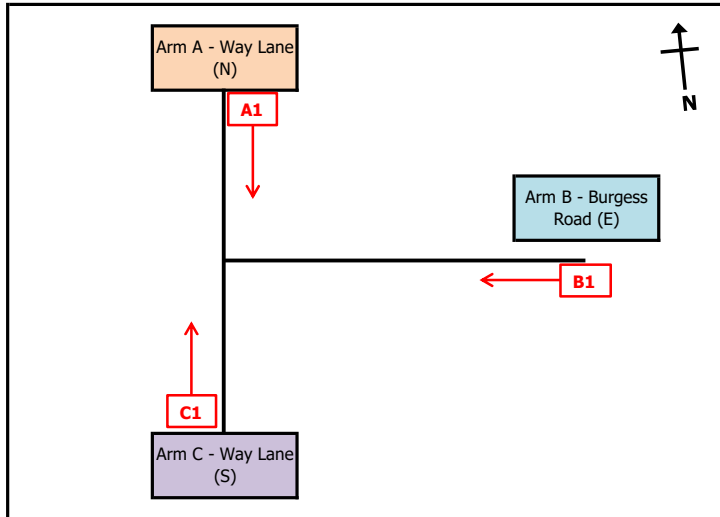 Arm A - Way Lane
(N)
A1
N
Arm B - Burgess
Road (E)
B1
C1
Arm C - Way Lane
(S)